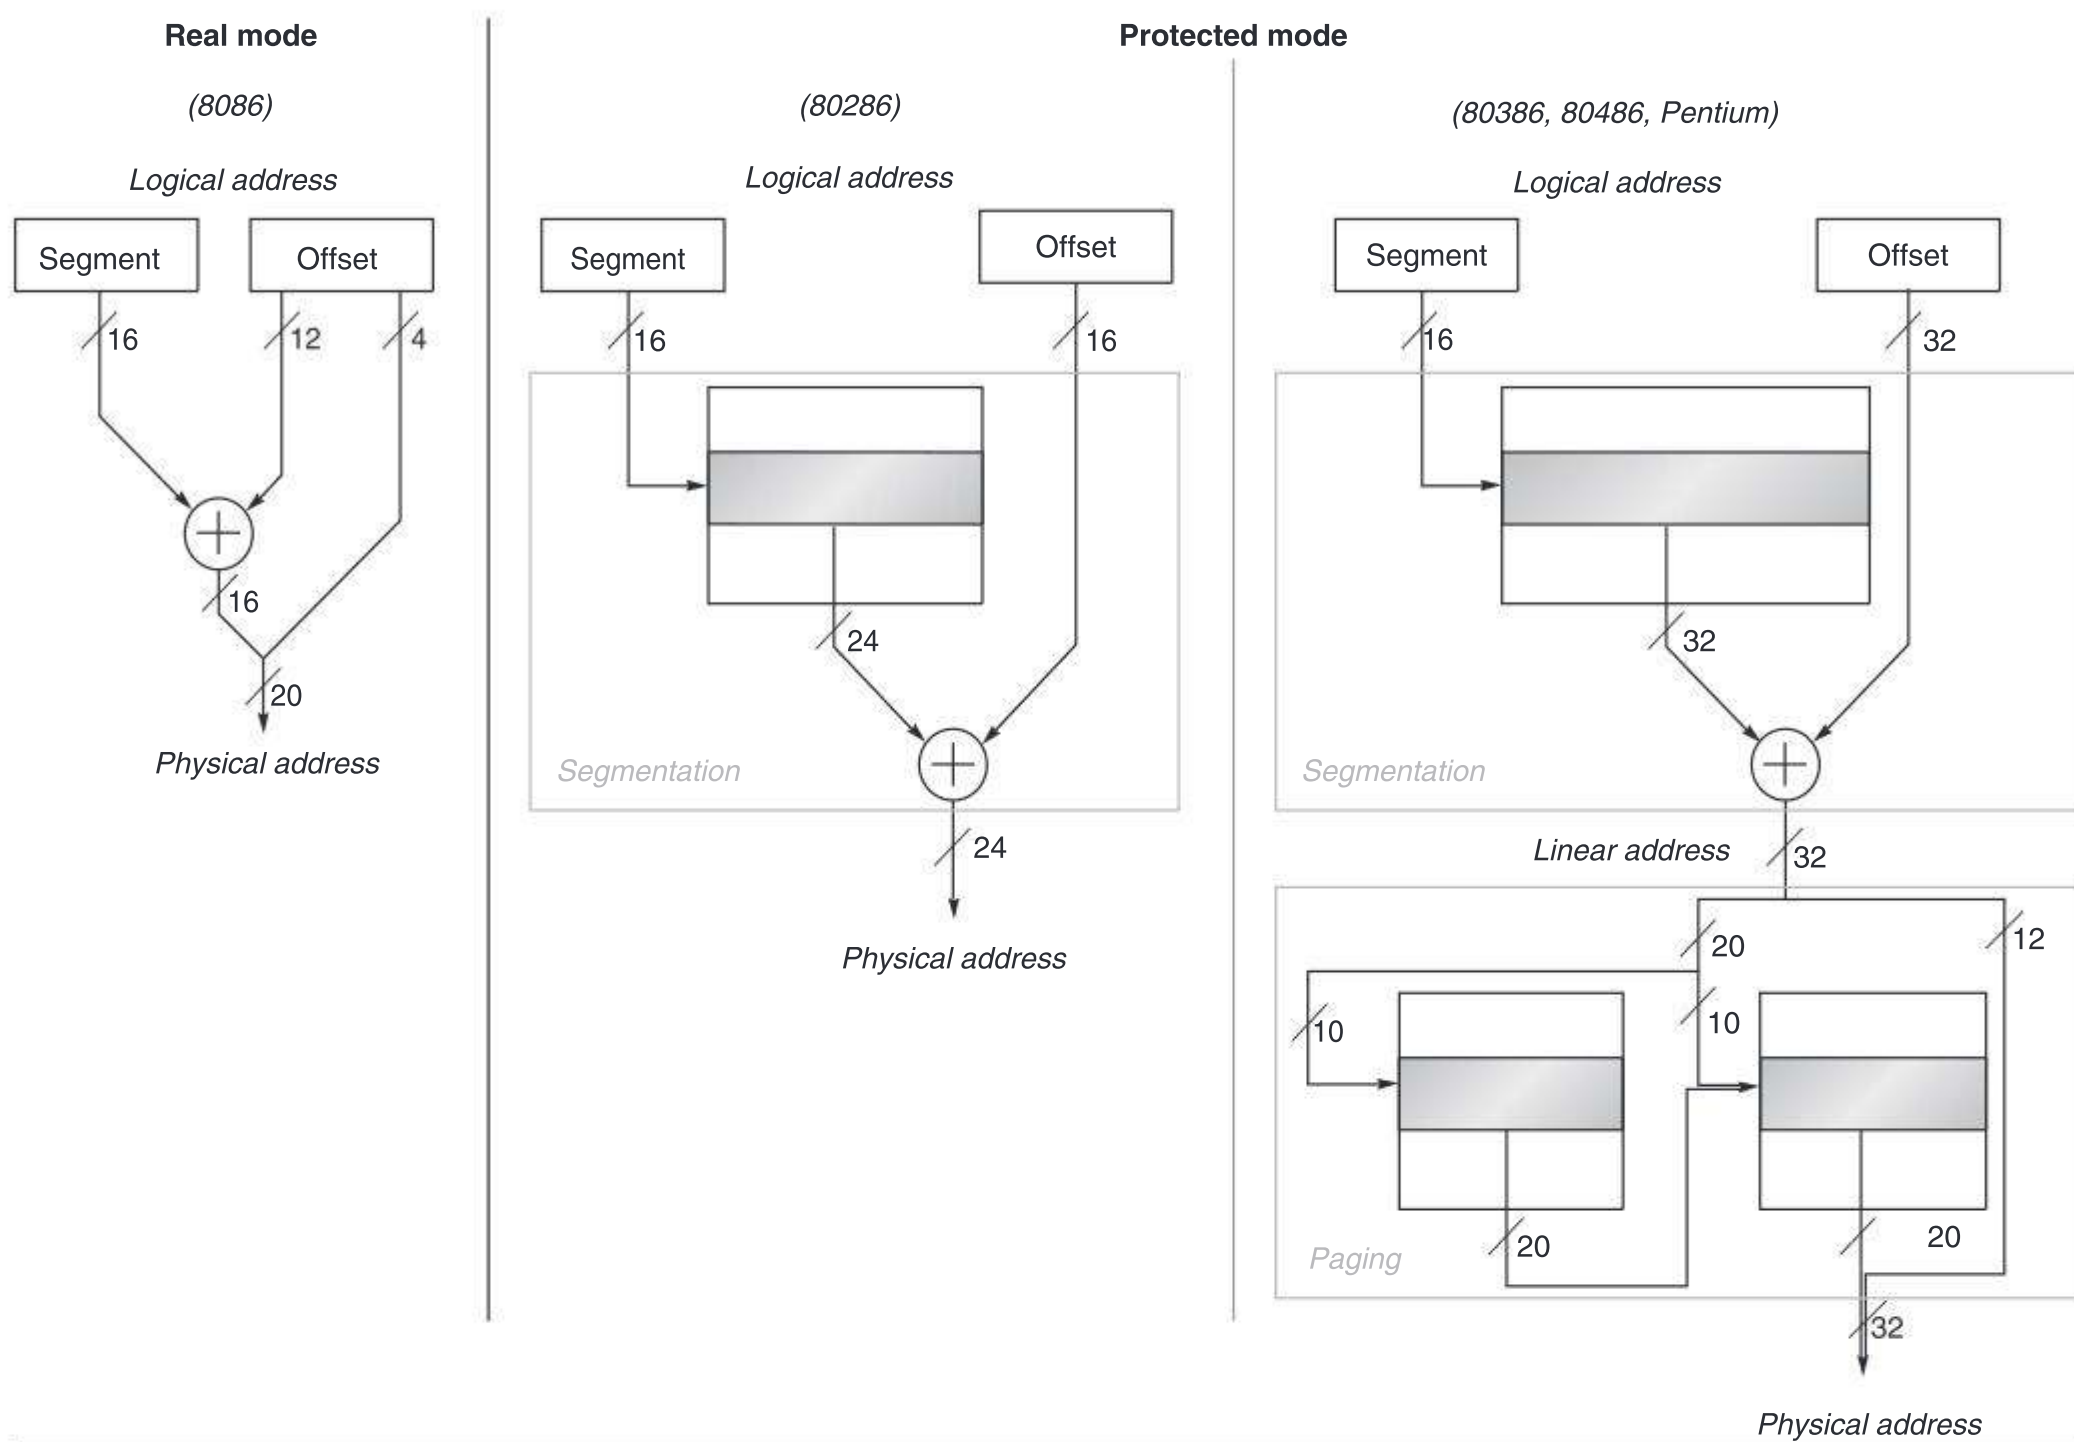 Real mode
Protected mode
(8086)
(80286)
(80386, 80486, Pentium)
Logical address
Logical address
Logical address
Segment
Offset
Segment
Offset
Segment
Offset
16
12
4
16
16
16
32
16
20
Physical address
24
Segmentation
24
Physical address
32
Segmentation
Linear address
32
20
12
10
10
20
20
Paging
32
Physical address